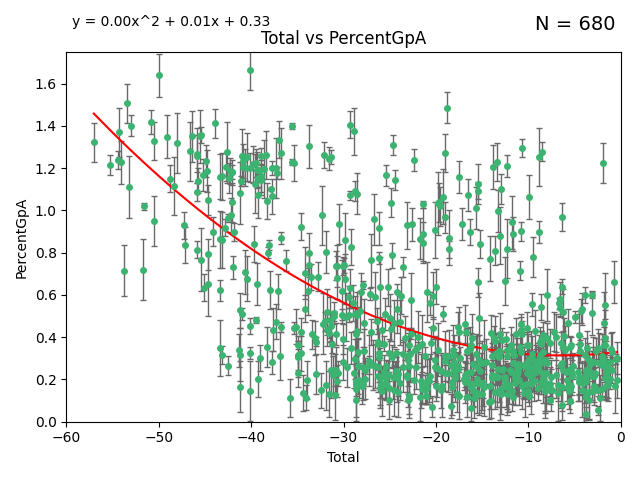 y = 0.00x^2 + 0.01x + 0.33
N = 680
Total vs PercentGpA
PercentGpA
1.6
1.4
1.2
1.0
0.8
0.6
0.4
0.2
0.0
−60 −50 −40 −30 −20 −10 0
Total